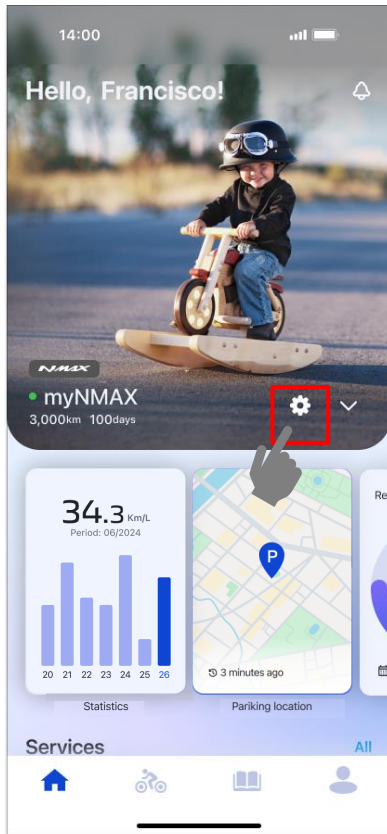 14:00
Hello, Francisco!
NMAX
myNMAX
3,000km 100days
34.3 Km/L
Period: 06/2024
20 21 22 23 24 25 26
Statistics
P
3 minutes ago
Pariking location
Re
Services
All